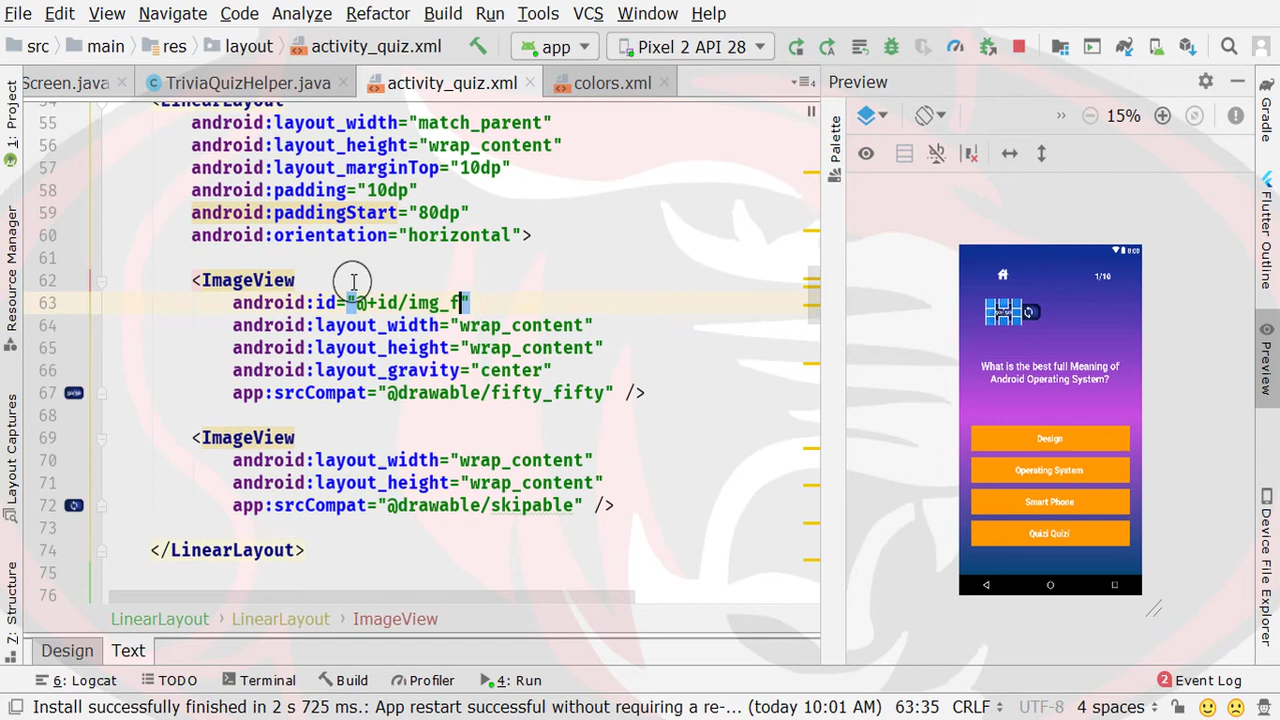 File Edit View Navigate Code Analyze Refactor Build Run Tools VCS Window Help
src main res layout activity_quiz.xml app Pixel 2 API 28
Screen.java TriviaQuizHelper.java activity_quiz.xml colors.xml 4 Preview
1: Project
Resource Manager
Layout Captures
Z: Structure
54 <LinearLayout
55 android:layout_width="match_parent"
56 android:layout_height="wrap_content"
57 android:layout_marginTop="10dp"
58 android:padding="10dp"
59 android:paddingStart="80dp"
60 android:orientation="horizontal">
61
62 <ImageView
63 android:id="@+id/img_f"
64 android:layout_width="wrap_content"
65 android:layout_height="wrap_content"
66 android:layout_gravity="center"
67 app:srcCompat="@drawable/fifty_fifty" />
68
69 <ImageView
70 android:layout_width="wrap_content"
71 android:layout_height="wrap_content"
72 app:srcCompat="@drawable/skipable" />
73
74 </LinearLayout>
75
76
LinearLayout LinearLayout ImageView
Design Text
Palette
15%
0:00
1/10
What is the best full Meaning of
Android Operating System?
Design
Operating System
Smart Phone
Quizi Quizi
Gradle
Flutter Outline
Preview
Device File Explorer
6: Logcat TODO Terminal Build Profiler 4: Run 2 Event Log
Install successfully finished in 2 s 725 ms.: App restart successful without requiring a re-... (today 10:01 AM) 63:35 CRLF UTF-8 4 spaces